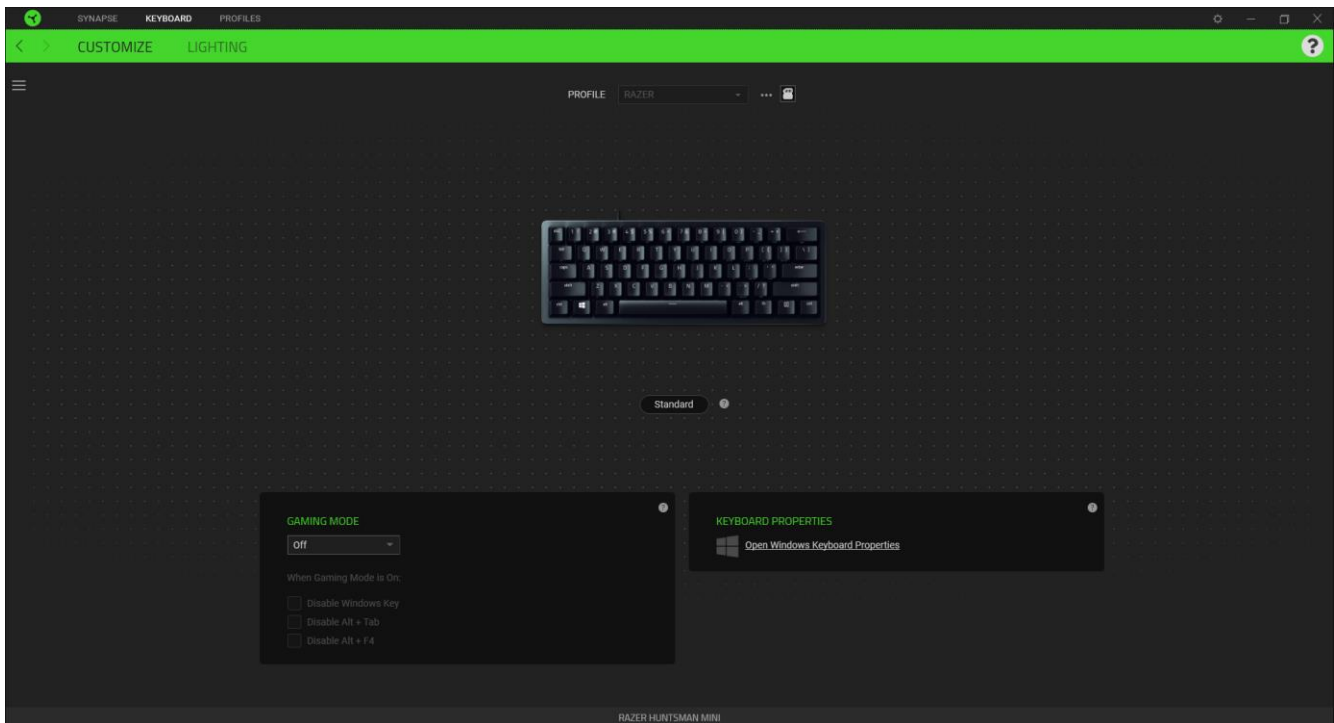 SYNAPSE KEYBOARD PROFILES
CUSTOMIZE LIGHTING ?
PROFILE RAZER
Standard ?
GAMING MODE ?
Off
When Gaming Mode is On:
Disable Windows Key
Disable Alt + Tab
Disable Alt + F4
KEYBOARD PROPERTIES ?
Open Windows Keyboard Properties
RAZER HUNTSMAN MINI